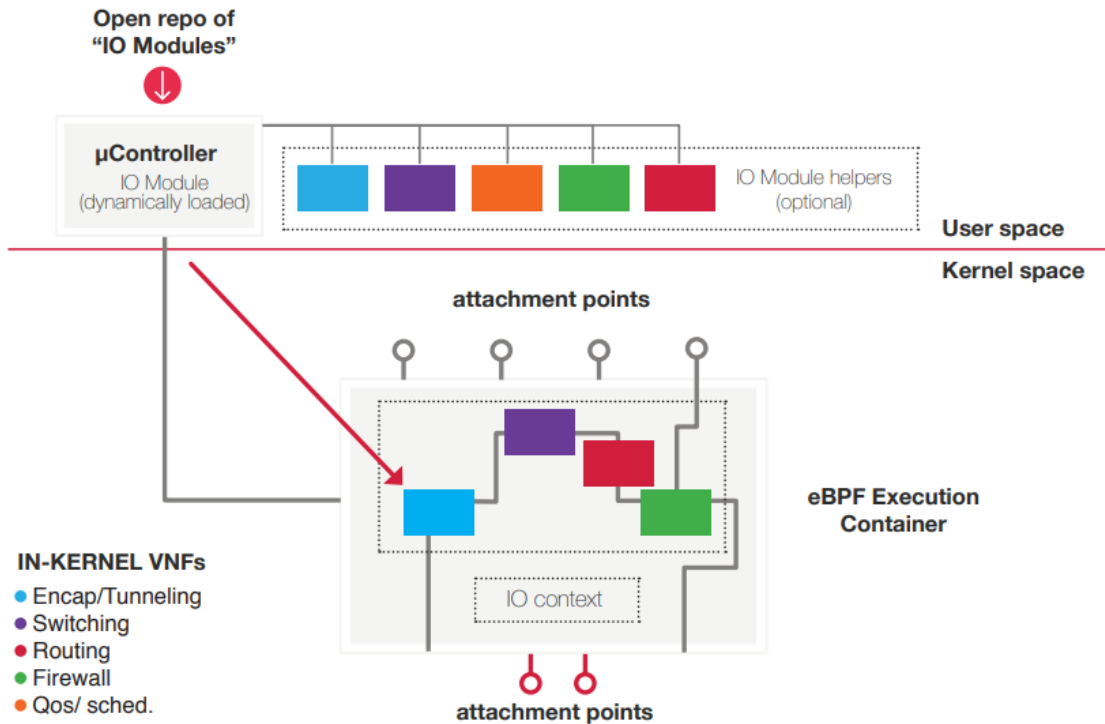 Open repo of
“IO Modules”
µController
IO Module
(dynamically loaded)
IO Module helpers
(optional)
User space
Kernel space
attachment points
eBPF Execution
Container
IN-KERNEL VNFs
Encap/Tunneling
Switching
Routing
Firewall
Qos/ sched.
IO context
attachment points